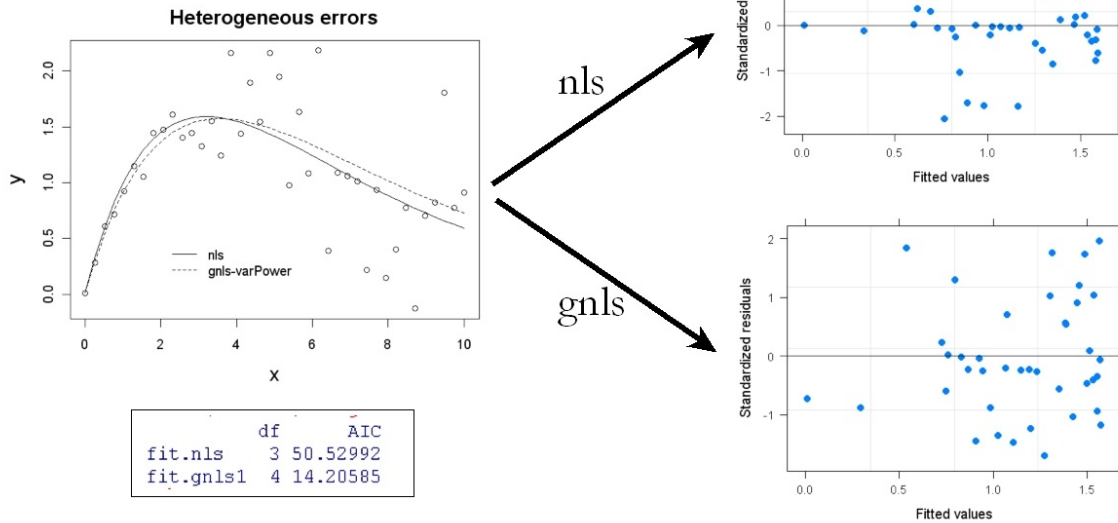 Heterogeneous errors
y
2.0
1.5
1.0
0.5
0.0
nls
gnls-varPower
0 2 4 6 8 10
x
df AIC
fit.nls 3 50.52992
fit.gnls1 4 14.20585
nls
gnls
Standardized
0
-1
-2
0.0 0.5 1.0 1.5
Fitted values
Standardized residuals
2
1
0
-1
0.0 0.5 1.0 1.5
Fitted values